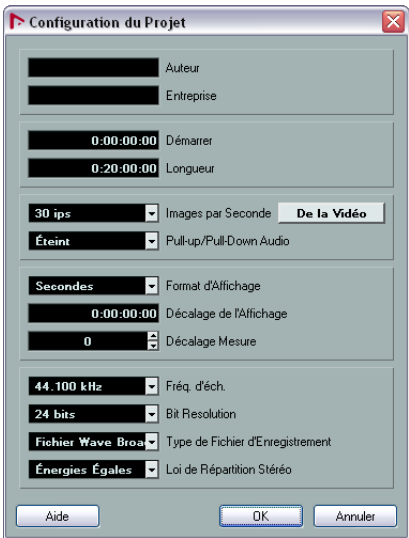 Configuration du Projet
Auteur
Entreprise
0:00:00:00 Démarrer
0:20:00:00 Longueur
30 ips Images par Seconde De la Vidéo
Éteint Pull-up/Pull-Down Audio
Secondes Format d'Affichage
0:00:00:00 Décalage de l'Affichage
0 Décalage Mesure
44.100 kHz Fréq. d'éch.
24 bits Bit Resolution
Fichier Wave Broa Type de Fichier d'Enregistrement
Énergies Égales Loi de Répartition Stéréo
Aide OK Annuler